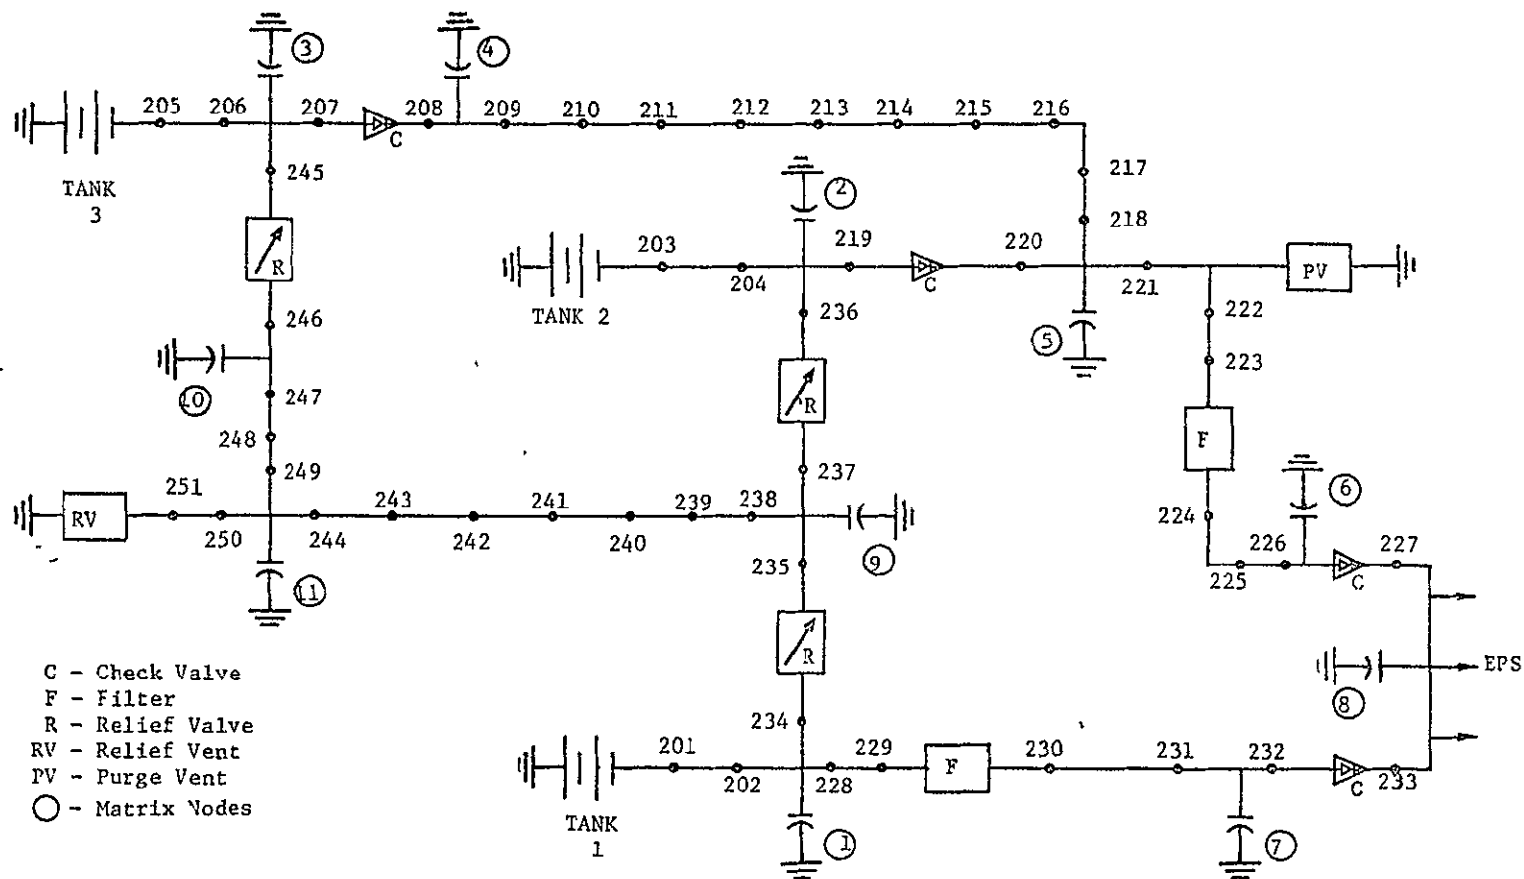 3
4
205 206 207 C 208 209 210 211 212 213 214 215 216
TANK
3
245
R
217
218
2
203 204 219 C 220 221
TANK 2
PV
236
5
222
223
246
10
247
R
F
248
249
237
6
251 250 244 243 242 241 240 239 238
RV
9
224
225 226 C 227
235
11
R
C - Check Valve
F - Filter
R - Relief Valve
RV - Relief Vent
PV - Purge Vent
- Matrix Nodes
8
EPS
234
201 202 228 229 F 230 231 232 C 233
TANK
1
1
7